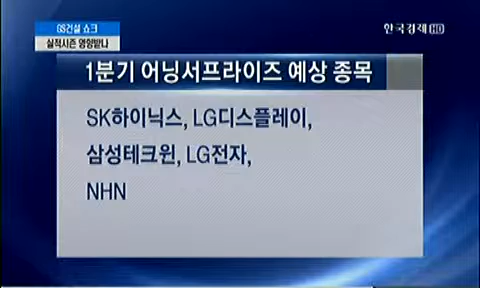 GS건설 쇼크
실적시즌 영향받나
한국경제HD
1분기 어닝서프라이즈 예상 종목
SK하이닉스, LG디스플레이,
삼성테크윈, LG전자,
NHN